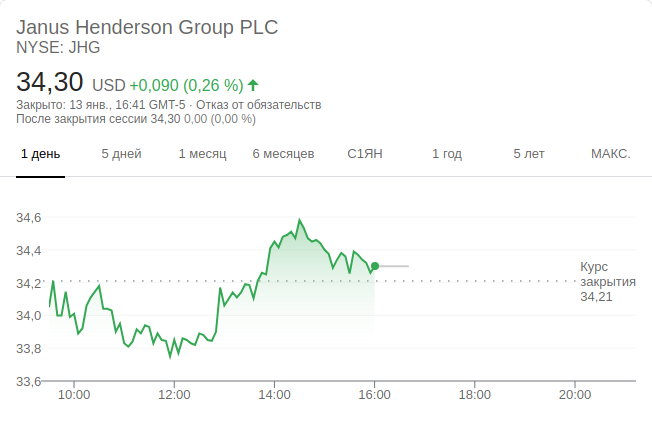 Janus Henderson Group PLC
NYSE: JHG
34,30 USD +0,090 (0,26 %)
Закрыто: 13 янв., 16:41 GMT-5 · Отказ от обязательств
После закрытия сессии 34,30 0,00 (0,00 %)
1 день 5 дней 1 месяц 6 месяцев С1ЯН 1 год 5 лет МАКС.
34,6
34,4
34,2
34,0
33,8
33,6
Курс
закрытия
34,21
10:00 12:00 14:00 16:00 18:00 20:00